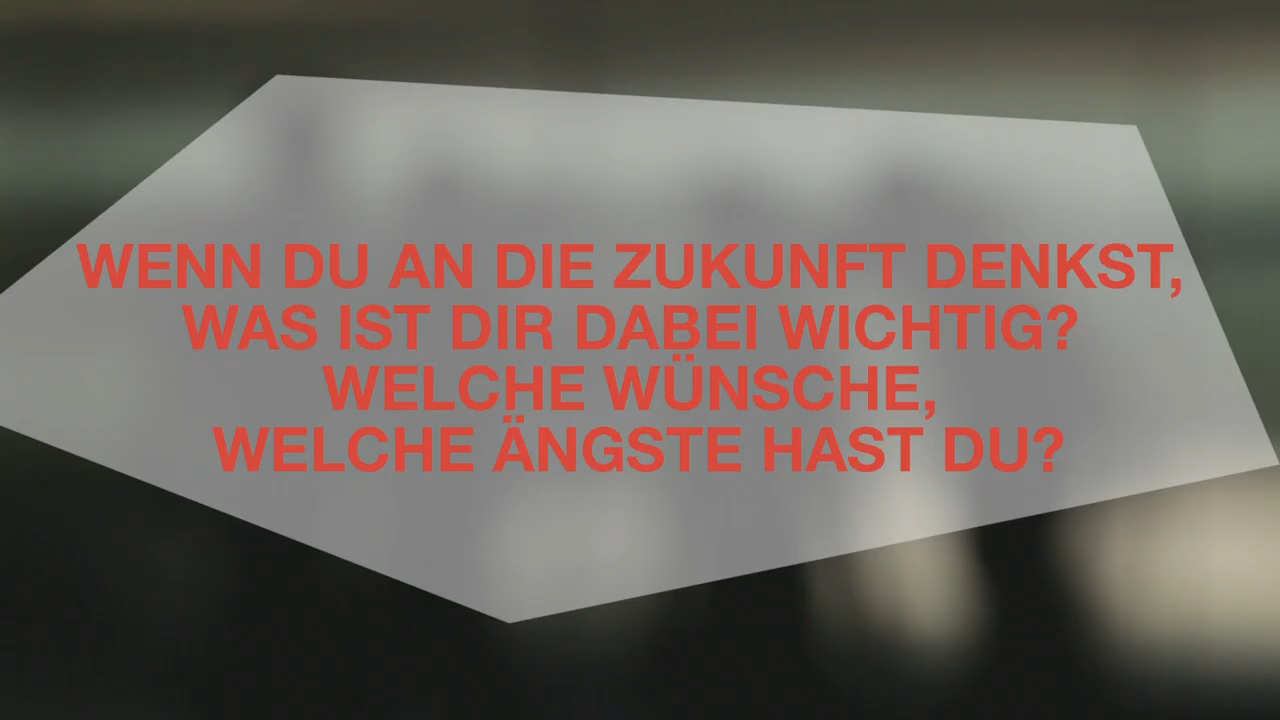 WENN DU AN DIE ZUKUNFT DENKST,
WAS IST DIR DABEI WICHTIG?
WELCHE WÜNSCHE,
WELCHE ÄNGSTE HAST DU?